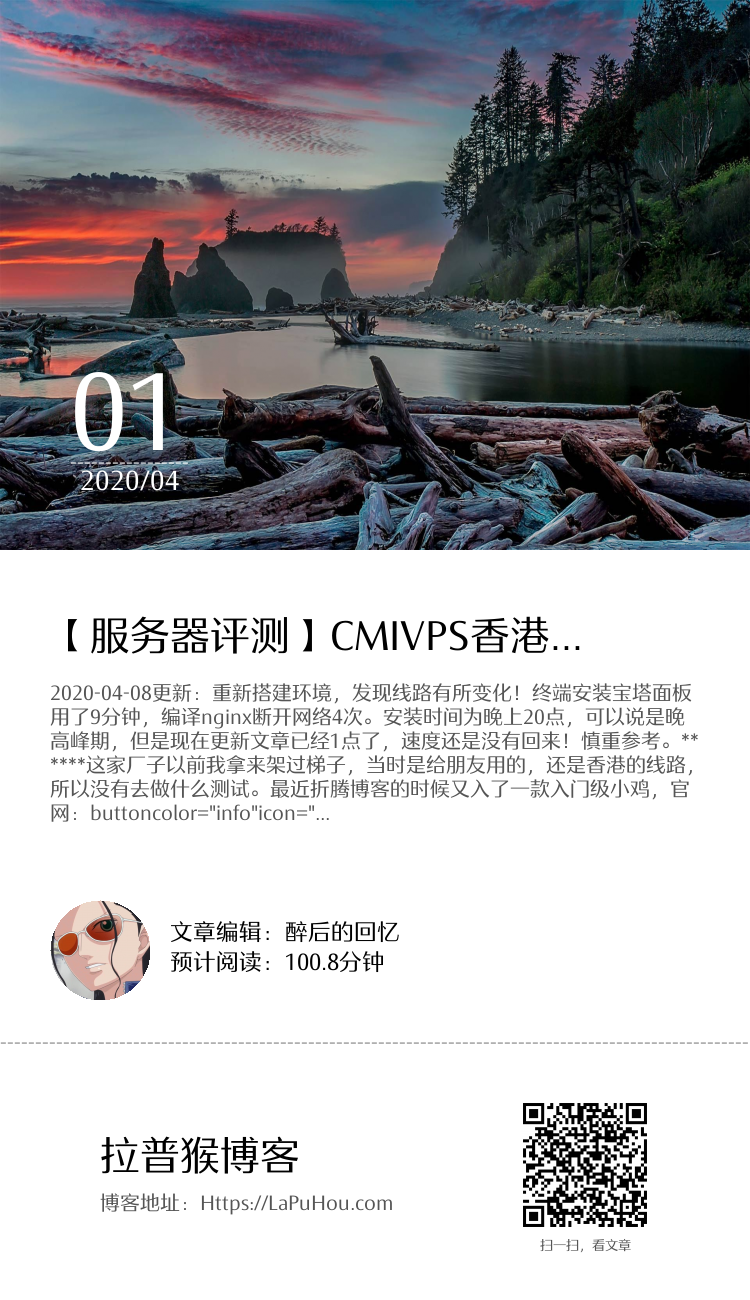 01
2020/04
【服务器评测】CMIVPS香港...
2020-04-08更新：重新搭建环境，发现线路有所变化！终端安装宝塔面板
用了9分钟，编译nginx断开网络4次。安装时间为晚上20点，可以说是晚
高峰期，但是现在更新文章已经1点了，速度还是没有回来！慎重参考。**
****这家厂子以前我拿来架过梯子，当时是给朋友用的，还是香港的线路，
所以没有去做什么测试。最近折腾博客的时候又入了一款入门级小鸡，官
网：buttoncolor="info"icon="...
文章编辑：醉后的回忆
预计阅读：100.8分钟
拉普猴博客
博客地址：Https://LaPuHou.com
扫一扫，看文章